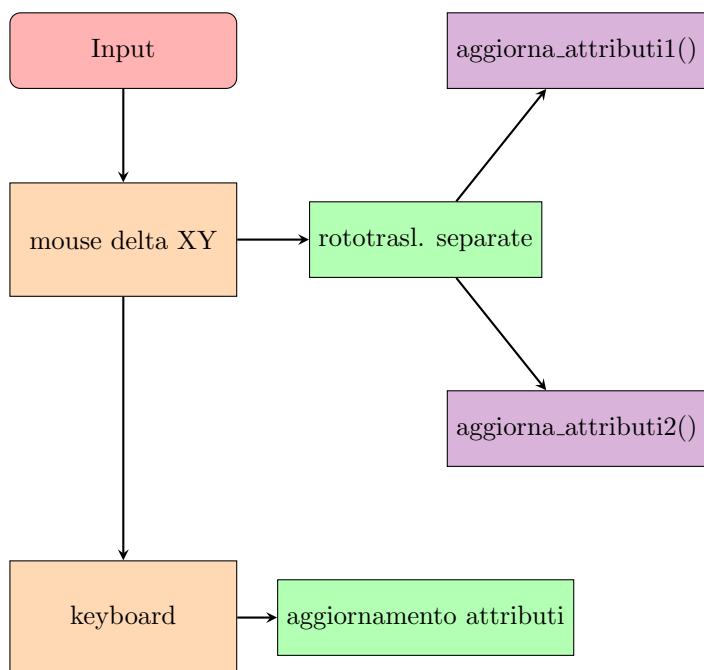 Input
aggiorna_attributi1()
mouse delta XY
rototrasl. separate
aggiorna_attributi2()
keyboard
aggiornamento attributi